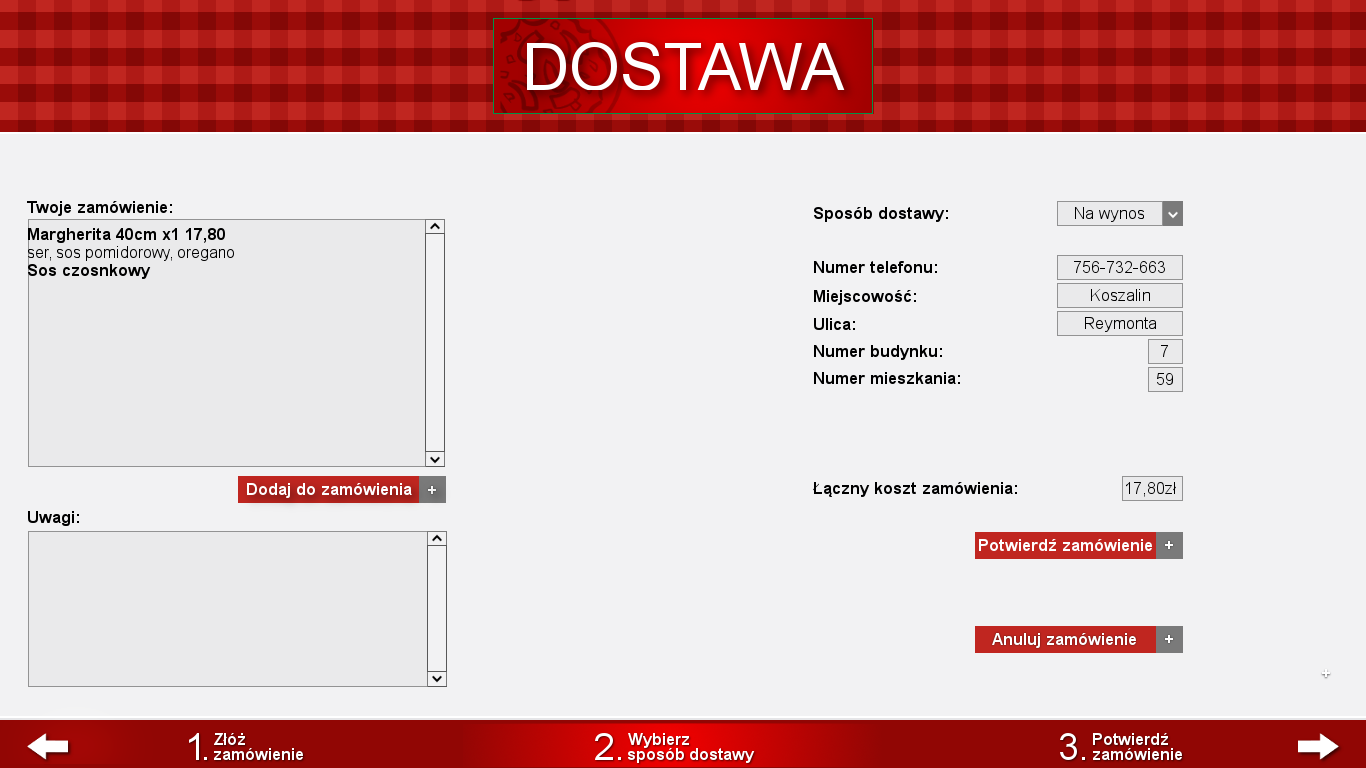 DOSTAWA
Twoje zamówienie:
Margherita 40cm x1 17,80
ser, sos pomidorowy, oregano
Sos czosnkowy
Dodaj do zamówienia +
Uwagi:
Sposób dostawy: Na wynos
Numer telefonu: 756-732-663
Miejscowość: Koszalin
Ulica: Reymonta
Numer budynku: 7
Numer mieszkania: 59
Łączny koszt zamówienia: 17,80zł
Potwierdź zamówienie +
Anuluj zamówienie +
1. Złóż
zamówienie
2. Wybierz
sposób dostawy
3. Potwierdź
zamówienie